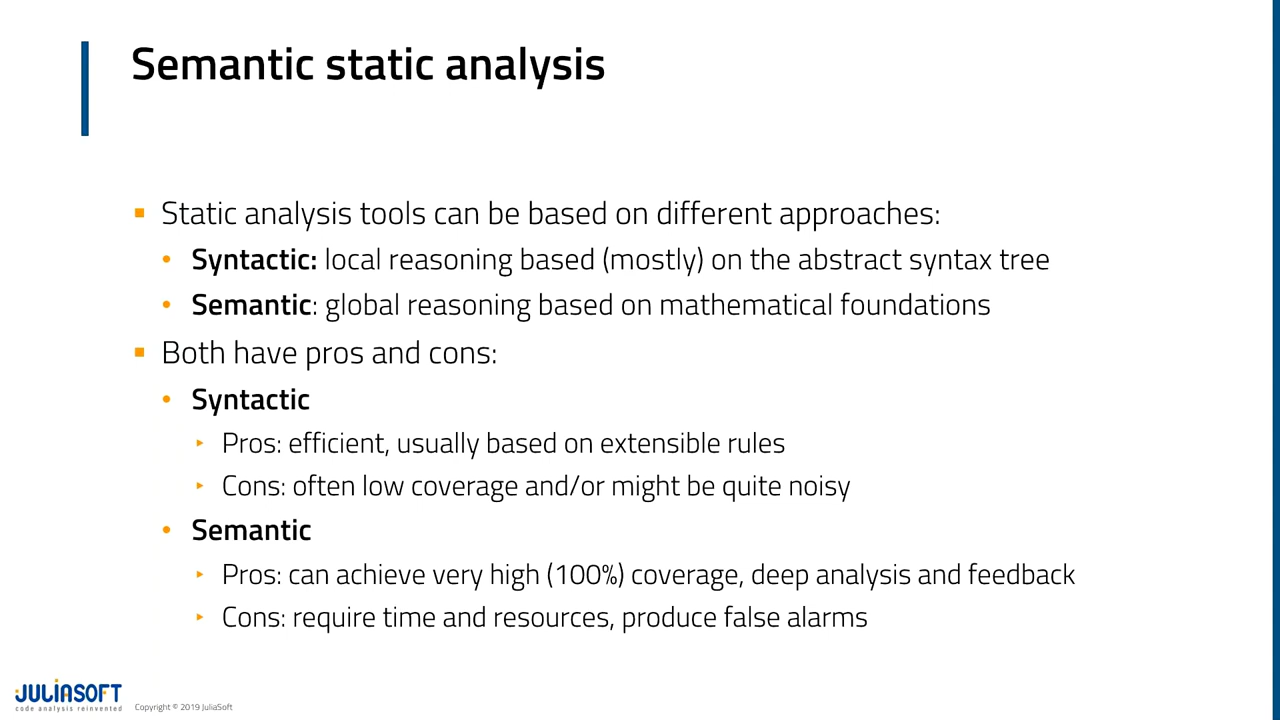 Semantic static analysis
Static analysis tools can be based on different approaches:
Syntactic: local reasoning based (mostly) on the abstract syntax tree
Semantic: global reasoning based on mathematical foundations
Both have pros and cons:
Syntactic
Pros: efficient, usually based on extensible rules
Cons: often low coverage and/or might be quite noisy
Semantic
Pros: can achieve very high (100%) coverage, deep analysis and feedback
Cons: require time and resources, produce false alarms
JULIASOFT
code analysis reinvented
Copyright © 2019 JuliaSoft